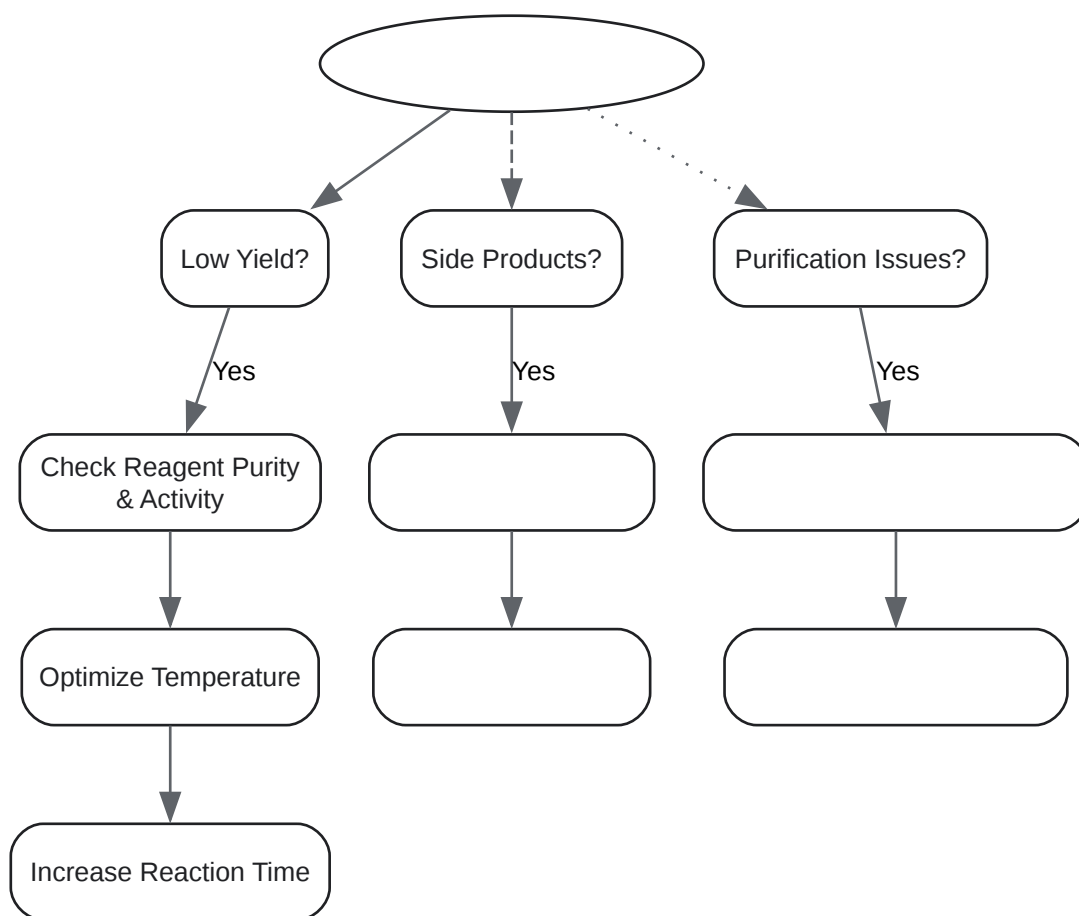 Low Yield?
Side Products?
Purification Issues?
Yes
Yes
Yes
Check Reagent Purity
& Activity
Optimize Temperature
Increase Reaction Time